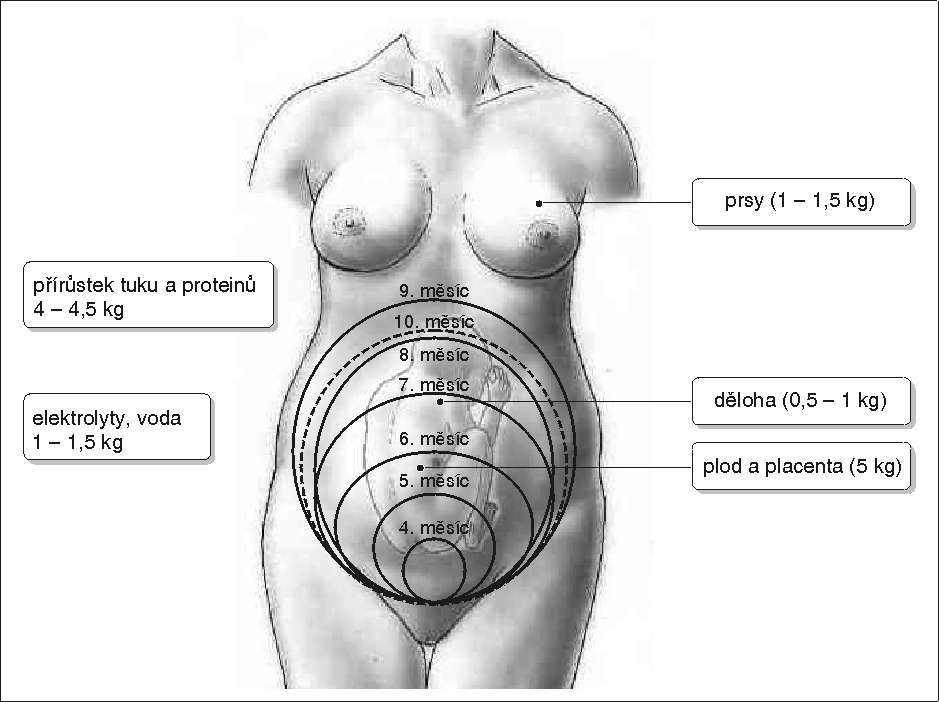 prsy (1 – 1,5 kg)
přírůstek tuku a proteinů
4 – 4,5 kg
9. měsíc
10. měsíc
8. měsíc
7. měsíc
děloha (0,5 – 1 kg)
elektrolyty, voda
1 – 1,5 kg
6. měsíc
plod a placenta (5 kg)
5. měsíc
4. měsíc